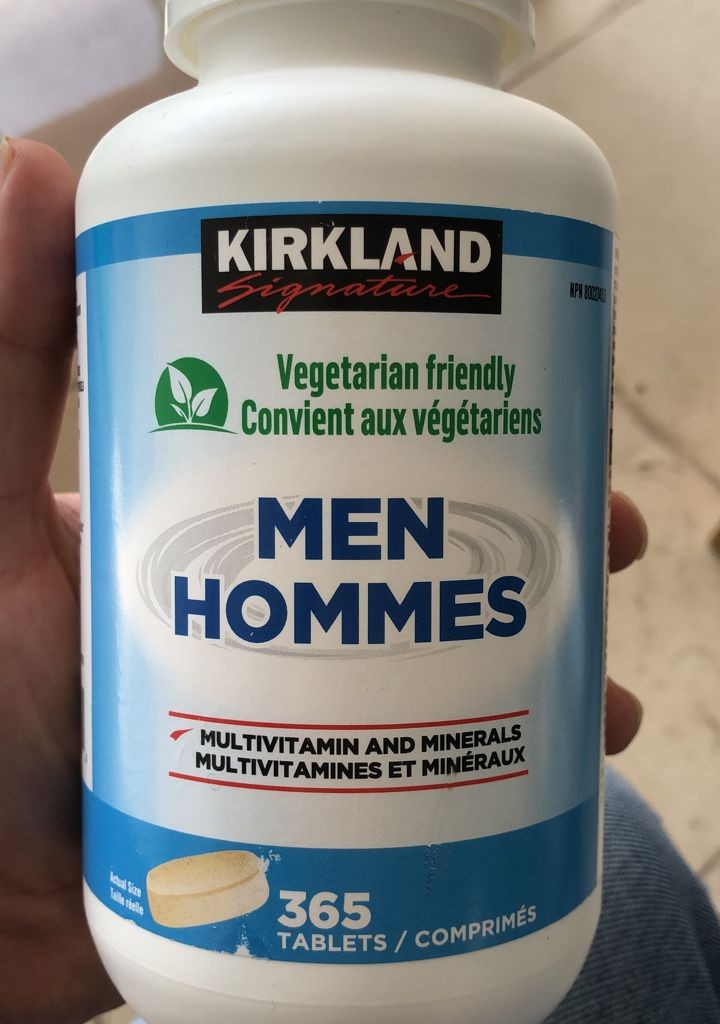 KIRKLAND
Signature
Vegetarian friendly
Convient aux végétariens
MEN
HOMMES
MULTIVITAMIN AND MINERALS
MULTIVITAMINES ET MINÉRAUX
Actual Size
Taille réelle
365
TABLETS / COMPRIMÉS
NPN